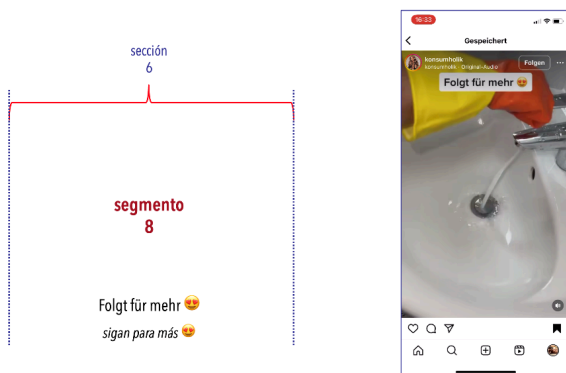 sección
6
segmento
8
Folgt für mehr 😍
sigan para más 😍
16:33
Gespeichert
konsumholik
konsumholik · Original-Audio
Folgen
Folgt für mehr 😍